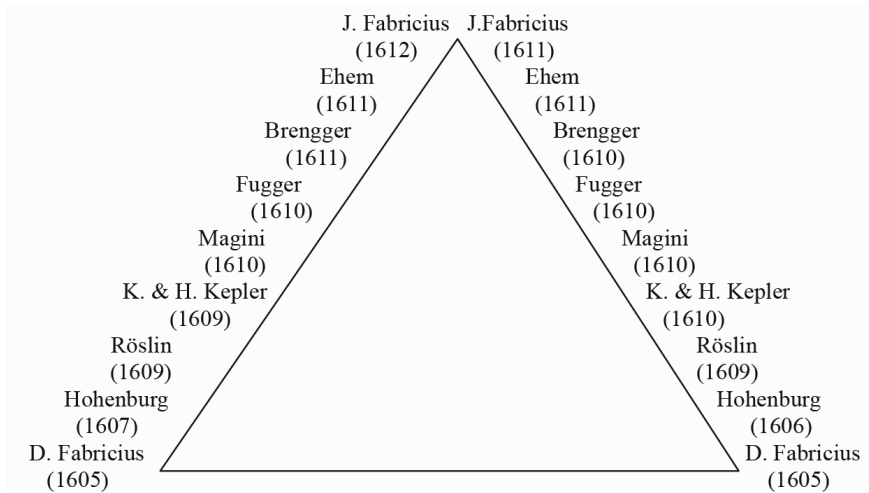 J. Fabricius J.Fabricius
(1612) (1611)
Ehem Ehem
(1611) (1611)
Brengger Brengger
(1611) (1610)
Fugger Fugger
(1610) (1610)
Magini Magini
(1610) (1610)
K. & H. Kepler K. & H. Kepler
(1609) (1610)
Röslin Röslin
(1609) (1609)
Hohenburg Hohenburg
(1607) (1606)
D. Fabricius D. Fabricius
(1605) (1605)